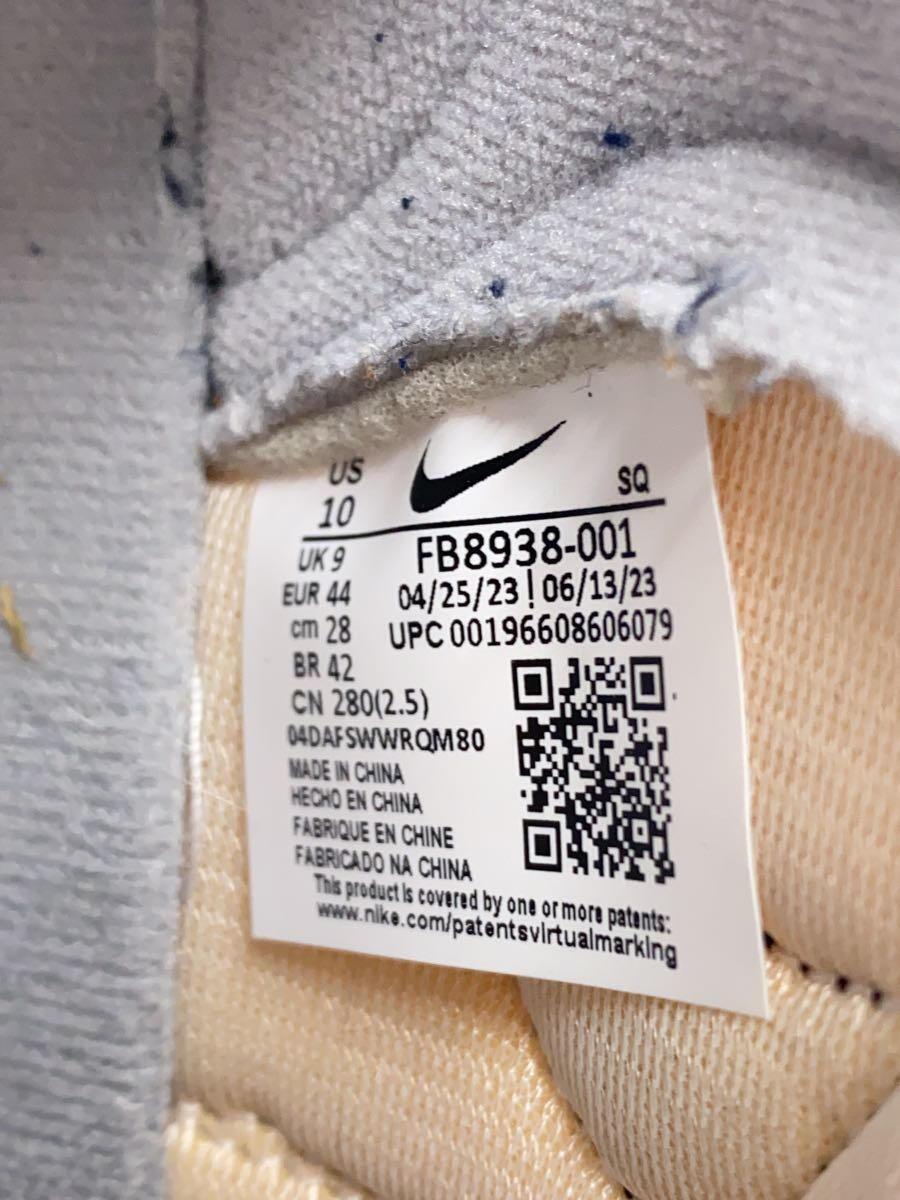 US
10
SQ
UK 9
FB8938-001
EUR 44
04/25/23 | 06/13/23
cm 28
UPC 00196608606079
BR 42
CN 280(2.5)
04DAFSWWRQM80
MADE IN CHINA
HECHO EN CHINA
FABRIQUE EN CHINE
FABRICADO NA CHINA
This product is covered by one or more patents:
www.nike.com/patentsvirtualmarking